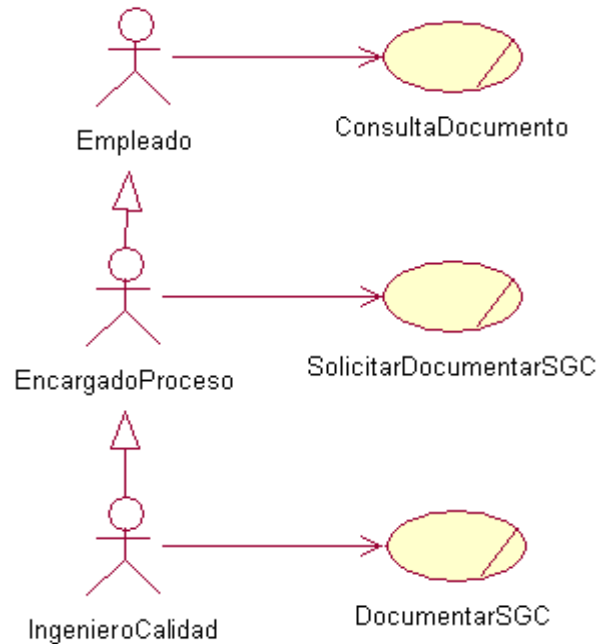 Empleado
ConsultaDocumento
EncargadoProceso
SolicitarDocumentarSGC
IngenieroCalidad
DocumentarSGC